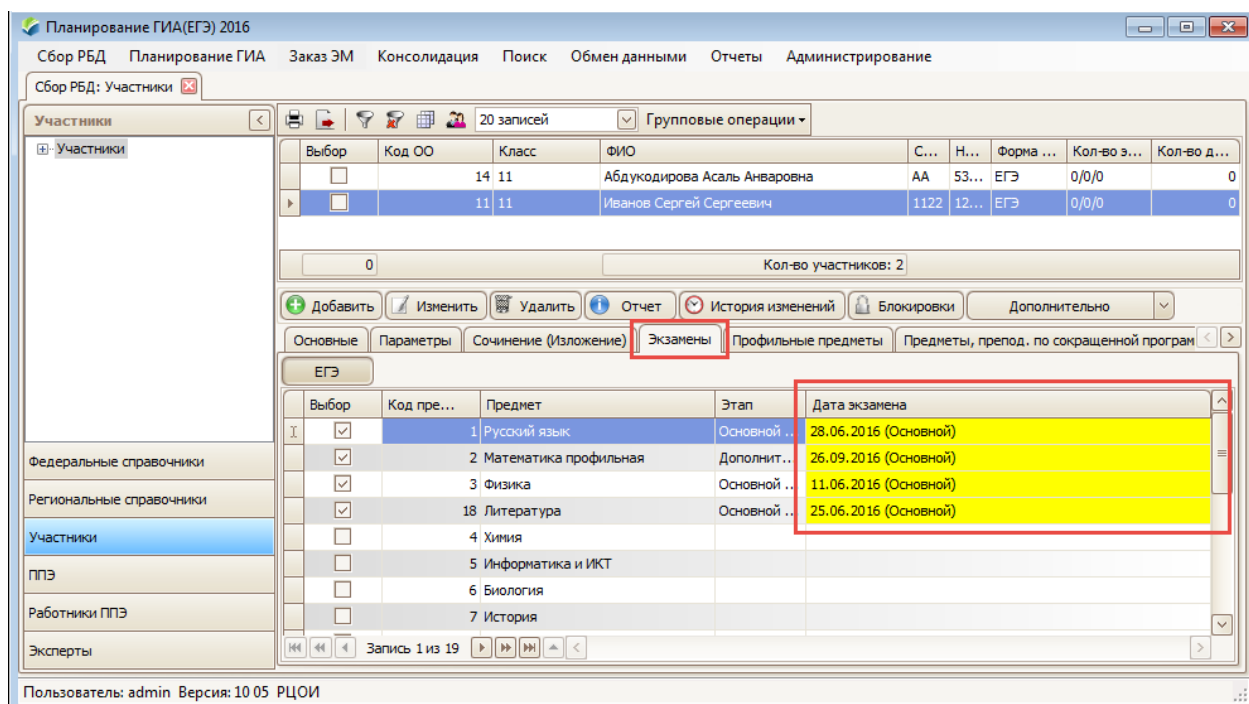 Планирование ГИА(ЕГЭ) 2016
Сбор РБД Планирование ГИА Заказ ЭМ Консолидация Поиск Обмен данными Отчеты Администрирование
Сбор РБД: Участники
Участники
20 записей Групповые операции
Участники
Выбор Код ОО Класс ФИО С... Н... Форма ... Кол-во э... Кол-во д...
14 11 Абдукодирова Асаль Анваровна АА 53... ЕГЭ 0/0/0 0
11 11 Иванов Сергей Сергеевич 1122 12... ЕГЭ 0/0/0 0
0 Кол-во участников: 2
Добавить Изменить Удалить Отчет История изменений Блокировки Дополнительно
Основные Параметры Сочинение (Изложение) Экзамены Профильные предметы Предметы, препод. по сокращенной програм
ЕГЭ
Выбор Код пре... Предмет Этап Дата экзамена
1 Русский язык Основной ... 28.06.2016 (Основной)
2 Математика профильная Дополнит... 26.09.2016 (Основной)
3 Физика Основной ... 11.06.2016 (Основной)
18 Литература Основной ... 25.06.2016 (Основной)
4 Химия
5 Информатика и ИКТ
6 Биология
7 История
Запись 1 из 19
Федеральные справочники
Региональные справочники
Участники
ППЭ
Работники ППЭ
Эксперты
Пользователь: admin Версия: 10 05 РЦОИ